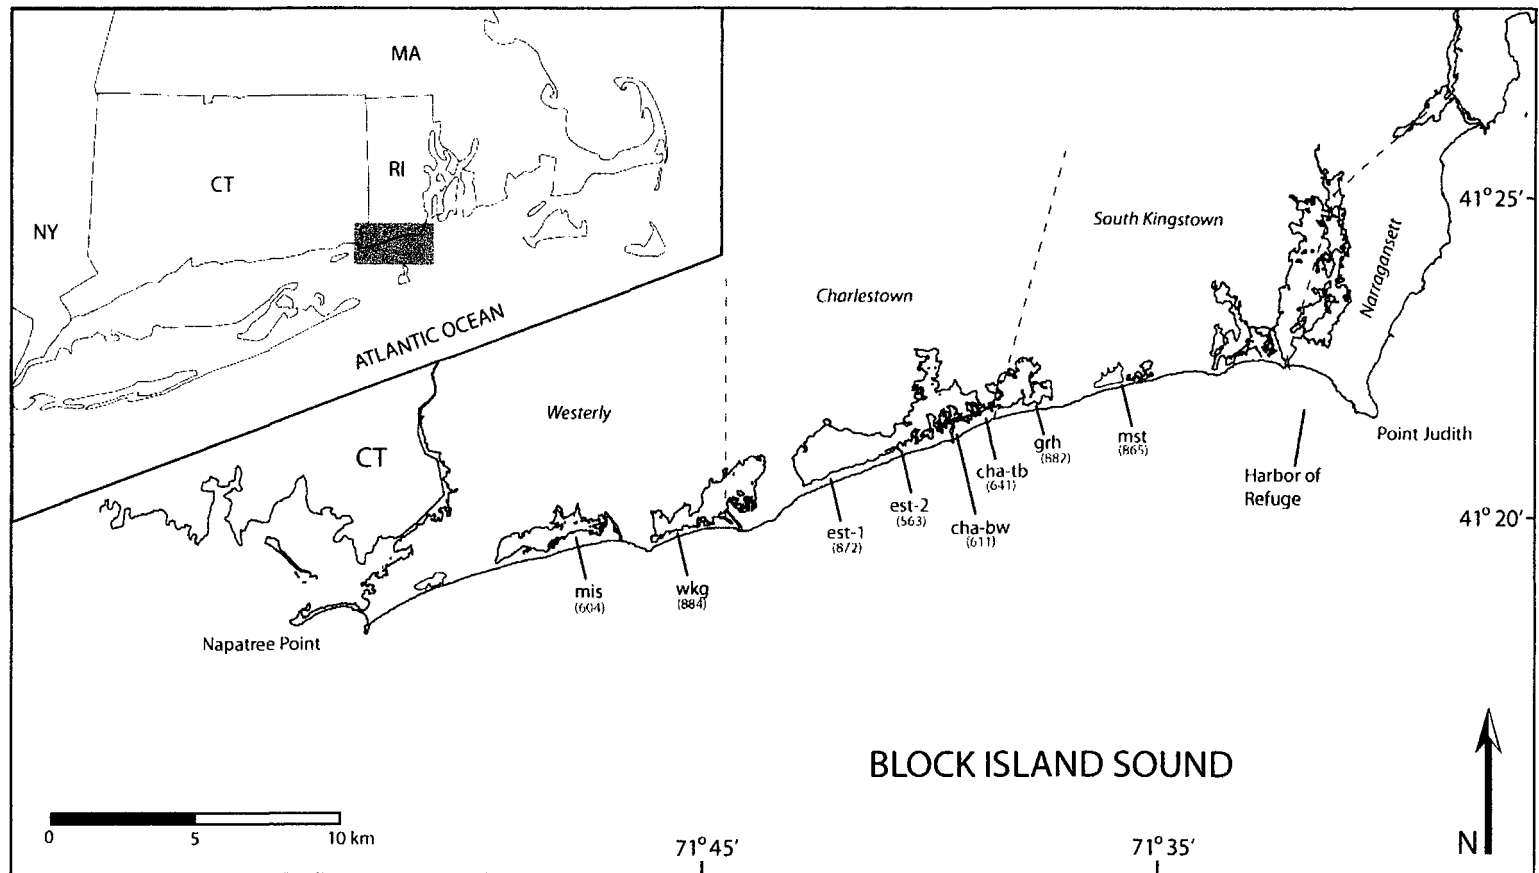 MA
CT
RI
NY
ATLANTIC OCEAN
41° 25'
South Kingstown
Narragansett
Charlestown
Westerly
CT
Point Judith
Harbor of
Refuge
mst
(865)
grh
(882)
cha-tb
(641)
est-2
(563)
cha-bw
(611)
est-1
(872)
41° 20'
wkg
(884)
mis
(604)
Napatree Point
BLOCK ISLAND SOUND
0 5 10 km
71° 45'
71° 35'
N